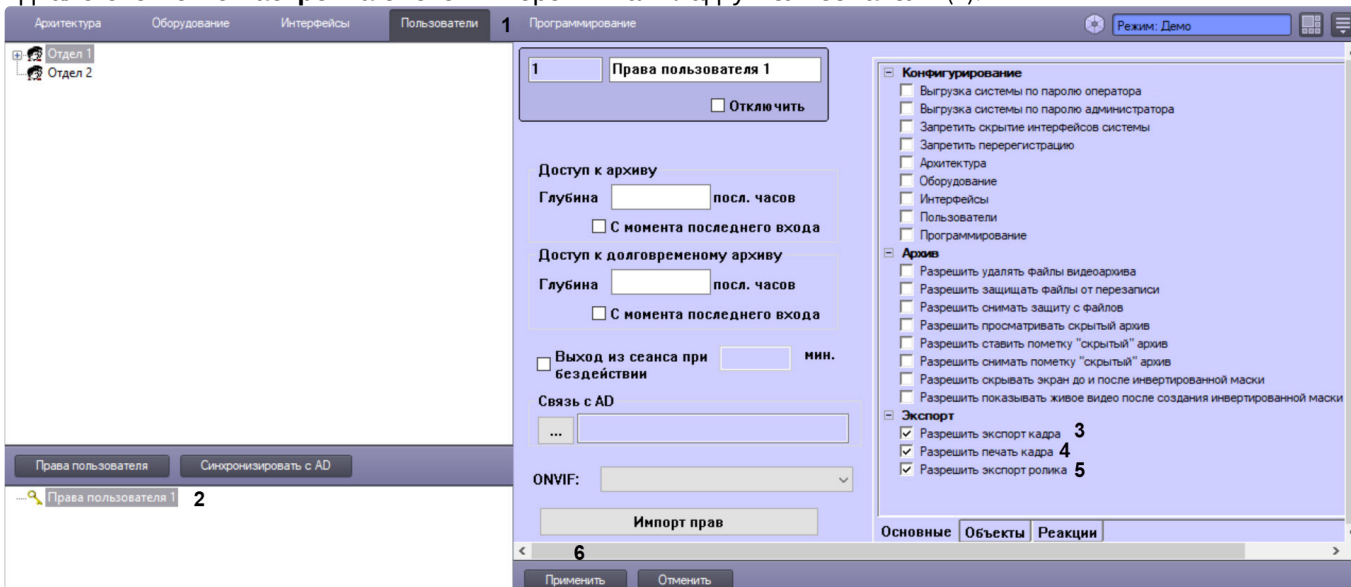 Архитектура Оборудование Интерфейсы Пользователи 1 Программирование Режим: Демо
Отдел 1
Отдел 2
1 Права пользователя 1
Отключить
Доступ к архиву
Глубина посл. часов
С момента последнего входа
Доступ к долговременому архиву
Глубина посл. часов
С момента последнего входа
Выход из сеанса при мин.
бездействии
Связь с AD
...
ONVIF:
Импорт прав
Конфигурирование
Выгрузка системы по паролю оператора
Выгрузка системы по паролю администратора
Запретить скрытие интерфейсов системы
Запретить перерегистрацию
Архитектура
Оборудование
Интерфейсы
Пользователи
Программирование
Архив
Разрешить удалять файлы видеоархива
Разрешить защищать файлы от перезаписи
Разрешить снимать защиту с файлов
Разрешить просматривать скрытый архив
Разрешить ставить пометку "скрытый" архив
Разрешить снимать пометку "скрытый" архив
Разрешить скрывать экран до и после инвертированной маски
Разрешить показывать живое видео после создания инвертированной маски
Экспорт
Разрешить экспорт кадра 3
Разрешить печать кадра 4
Разрешить экспорт ролика 5
Основные Объекты Реакции
Права пользователя Синхронизировать с AD
Права пользователя 1 2
6
Применить Отменить